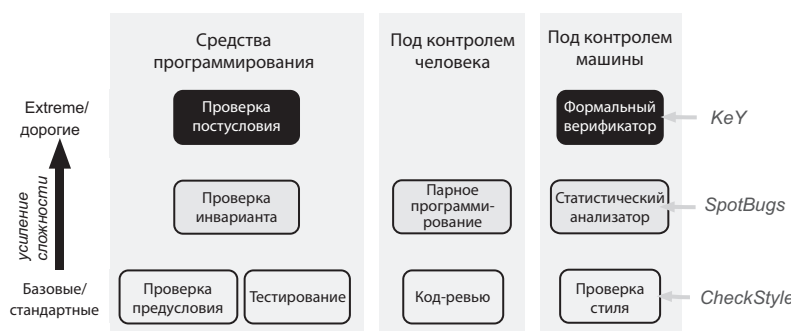 Средства
программирования
Под контролем
человека
Под контролем
машины
Extreme/
дорогие
Проверка
постусловия
Формальный
верификатор
KeY
усиление
сложности
Проверка
инварианта
Парное
программи-
рование
Статистический
анализатор
SpotBugs
Базовые/
стандартные
Проверка
предусловия
Тестирование
Код-ревью
Проверка
стиля
CheckStyle